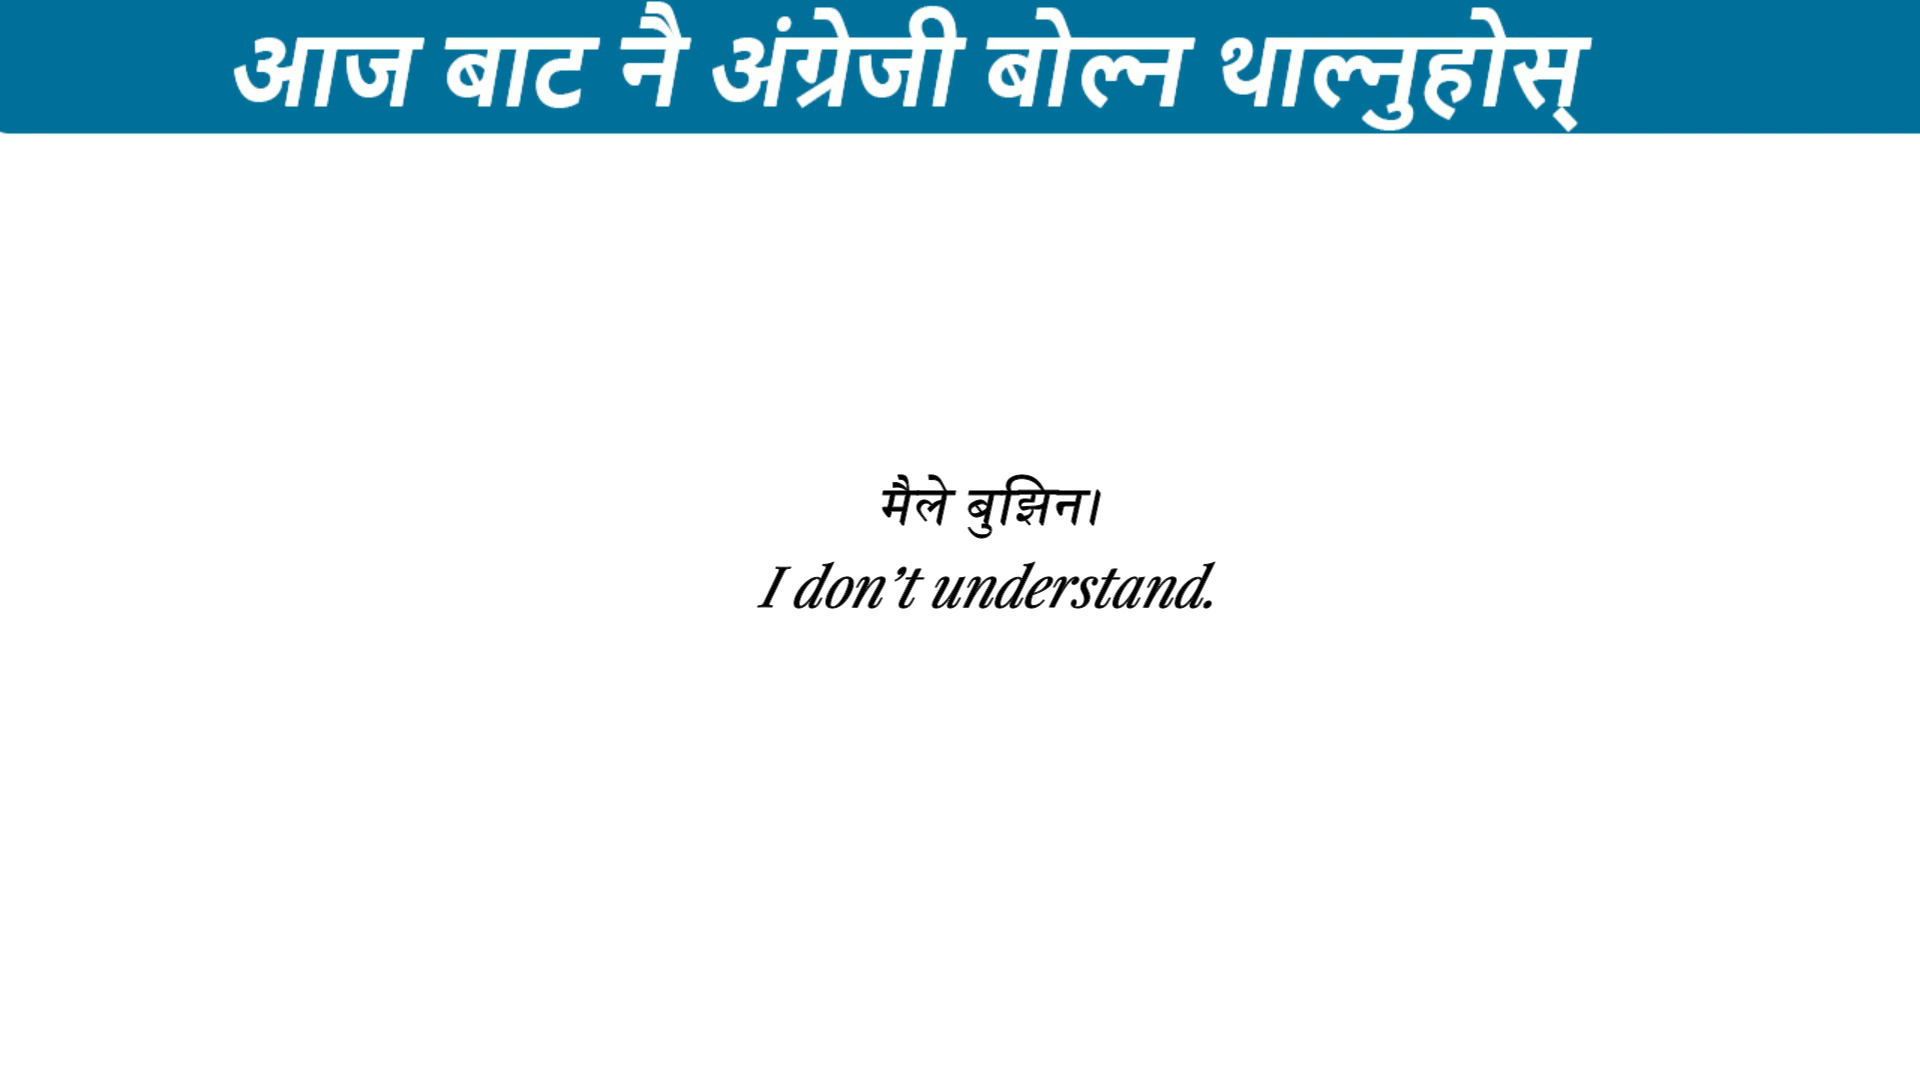 आज बाट नै अंग्रेजी बोल्न थाल्नुहोस्
मैले बुझिन।
I don’t understand.